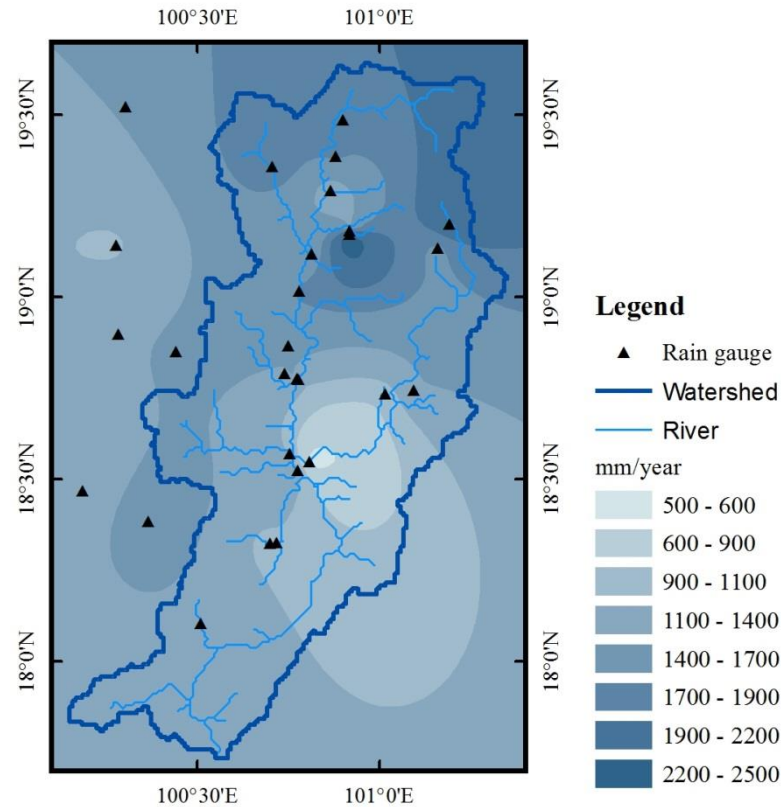 100°30'E 101°0'E
19°30'N 19°30'N
19°0'N 19°0'N
18°30'N 18°30'N
18°0'N 18°0'N
100°30'E 101°0'E
Legend
Rain gauge
Watershed
River
mm/year
500 - 600
600 - 900
900 - 1100
1100 - 1400
1400 - 1700
1700 - 1900
1900 - 2200
2200 - 2500